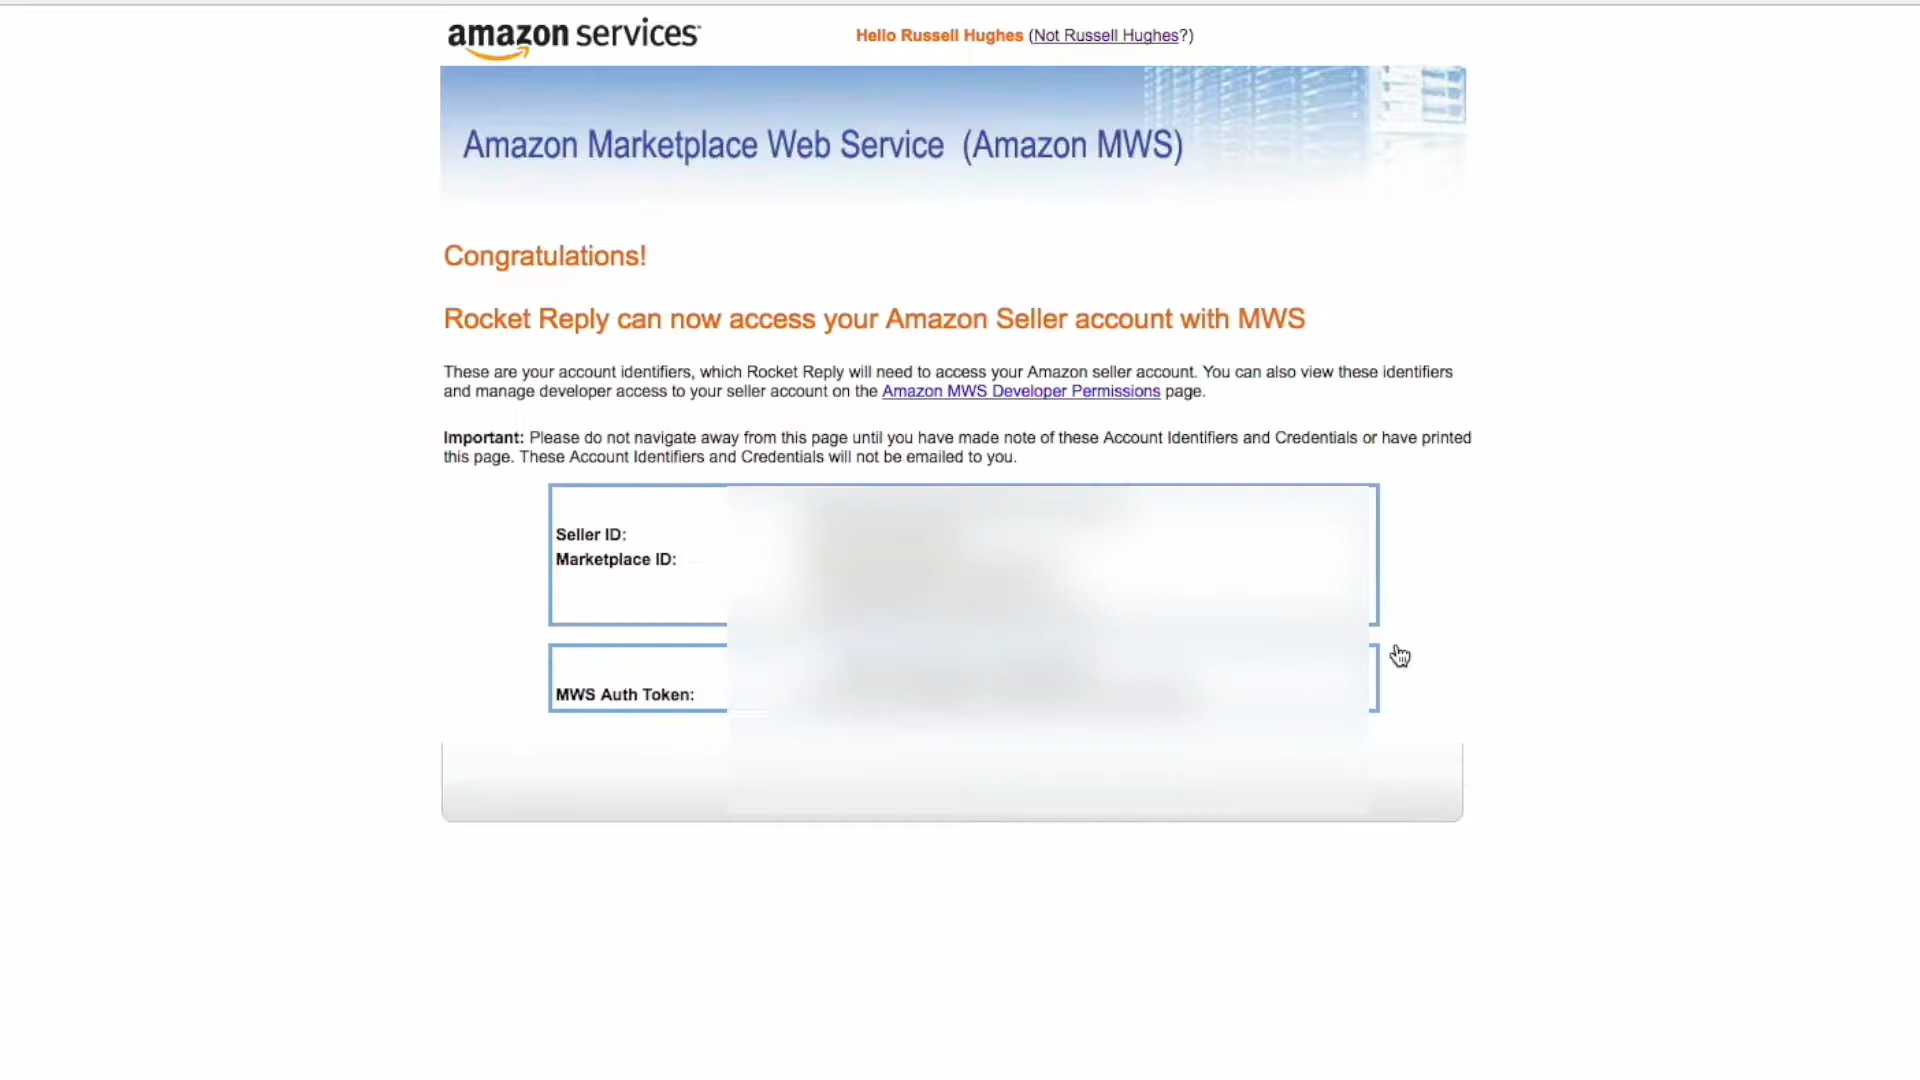 amazon services
Hello Russell Hughes (Not Russell Hughes?)
Amazon Marketplace Web Service (Amazon MWS)
Congratulations!
Rocket Reply can now access your Amazon Seller account with MWS
These are your account identifiers, which Rocket Reply will need to access your Amazon seller account. You can also view these identifiers
and manage developer access to your seller account on the Amazon MWS Developer Permissions page.
Important: Please do not navigate away from this page until you have made note of these Account Identifiers and Credentials or have printed
this page. These Account Identifiers and Credentials will not be emailed to you.
Seller ID:
Marketplace ID:
MWS Auth Token: